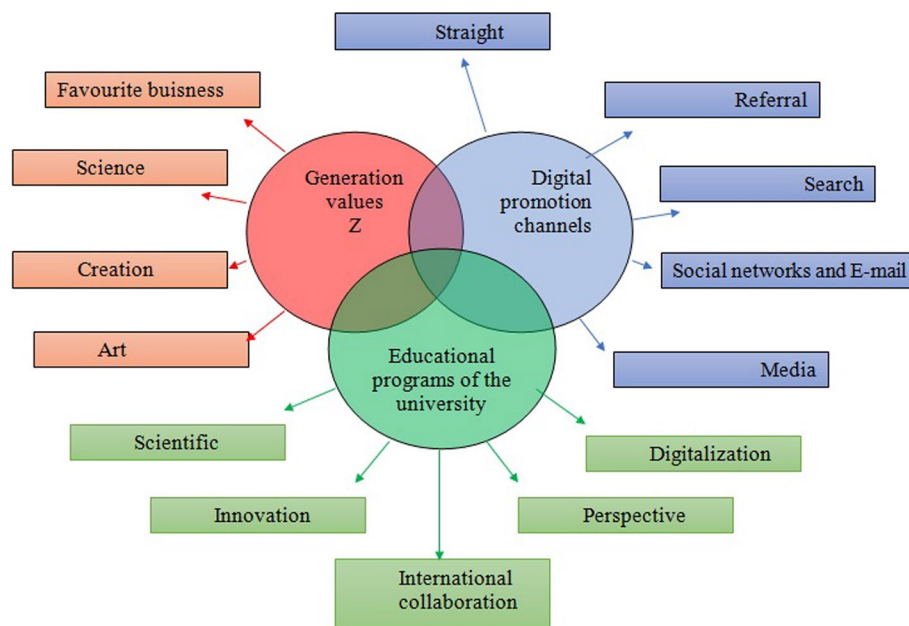 Straight
Favourite buisness
Referral
Science
Generation
values
Z
Digital
promotion
channels
Search
Creation
Social networks and E-mail
Art
Educational
programs of the
university
Media
Scientific
Digitalization
Innovation
Perspective
International
collaboration